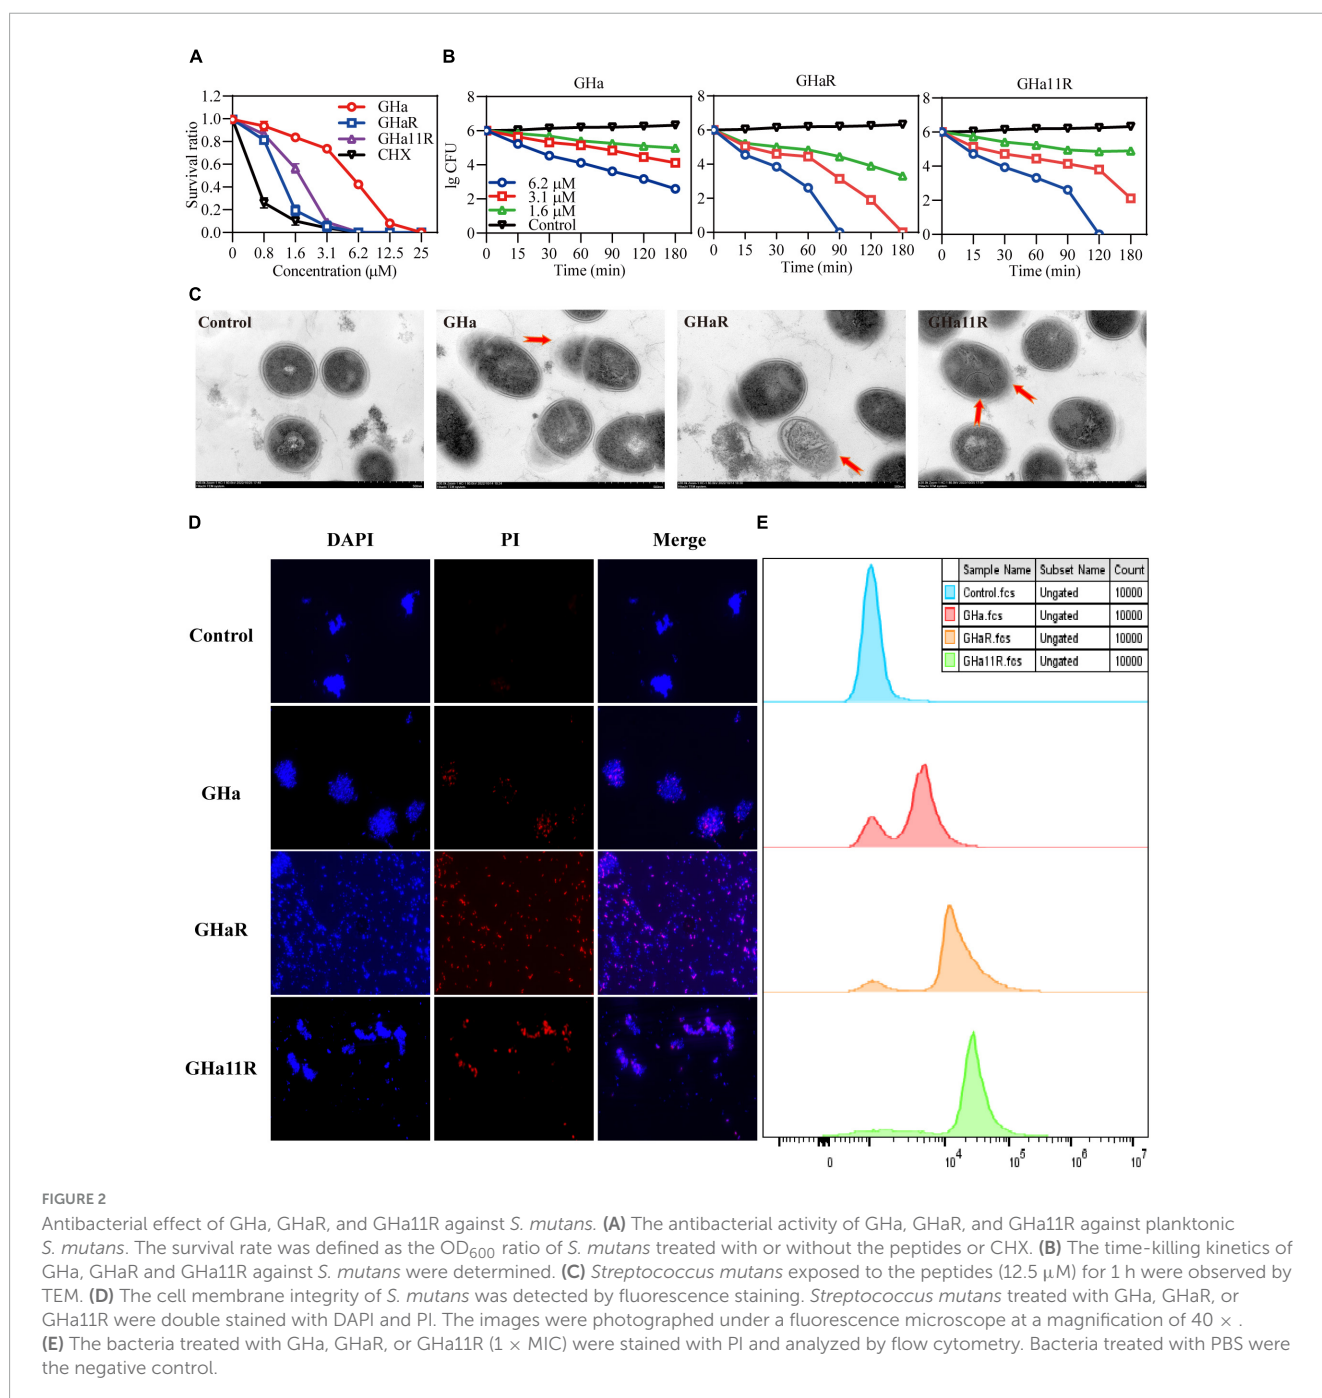 A
Survival ratio
1.2
1.0
0.8
0.6
0.4
0.2
0.0
0 0.8 1.6 3.1 6.2 12.5 25
Concentration (μM)
GHa
GHaR
GHa11R
CHX
B
GHa
lg CFU
8
6
4
2
0
6.2 μM
3.1 μM
1.6 μM
Control
0 15 30 60 90 120 180
Time (min)
GHaR
8
6
4
2
0
0 15 30 60 90 120 180
Time (min)
GHa11R
8
6
4
2
0
0 15 30 60 90 120 180
Time (min)
C
Control
GHa
GHaR
GHa11R
D
DAPI PI Merge
Control
GHa
GHaR
GHa11R
E
Sample Name Subset Name Count
Control.fcs Ungated 10000
GHa.fcs Ungated 10000
GHaR.fcs Ungated 10000
GHa11R.fcs Ungated 10000
0 10⁴ 10⁵ 10⁶ 10⁷
FIGURE 2
Antibacterial effect of GHa, GHaR, and GHa11R against S. mutans. (A) The antibacterial activity of GHa, GHaR, and GHa11R against planktonic
S. mutans. The survival rate was defined as the OD₆₀₀ ratio of S. mutans treated with or without the peptides or CHX. (B) The time-killing kinetics of
GHa, GHaR and GHa11R against S. mutans were determined. (C) Streptococcus mutans exposed to the peptides (12.5 μM) for 1 h were observed by
TEM. (D) The cell membrane integrity of S. mutans was detected by fluorescence staining. Streptococcus mutans treated with GHa, GHaR, or
GHa11R were double stained with DAPI and PI. The images were photographed under a fluorescence microscope at a magnification of 40 × .
(E) The bacteria treated with GHa, GHaR, or GHa11R (1 × MIC) were stained with PI and analyzed by flow cytometry. Bacteria treated with PBS were
the negative control.